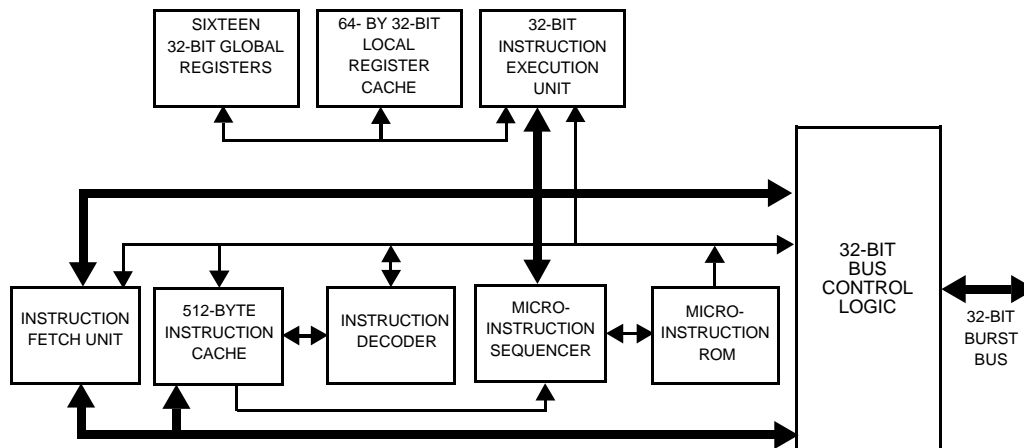 SIXTEEN
32-BIT GLOBAL
REGISTERS
64- BY 32-BIT
LOCAL
REGISTER
CACHE
32-BIT
INSTRUCTION
EXECUTION
UNIT
INSTRUCTION
FETCH UNIT
512-BYTE
INSTRUCTION
CACHE
INSTRUCTION
DECODER
MICRO-
INSTRUCTION
SEQUENCER
MICRO-
INSTRUCTION
ROM
32-BIT
BUS
CONTROL
LOGIC
32-BIT
BURST
BUS